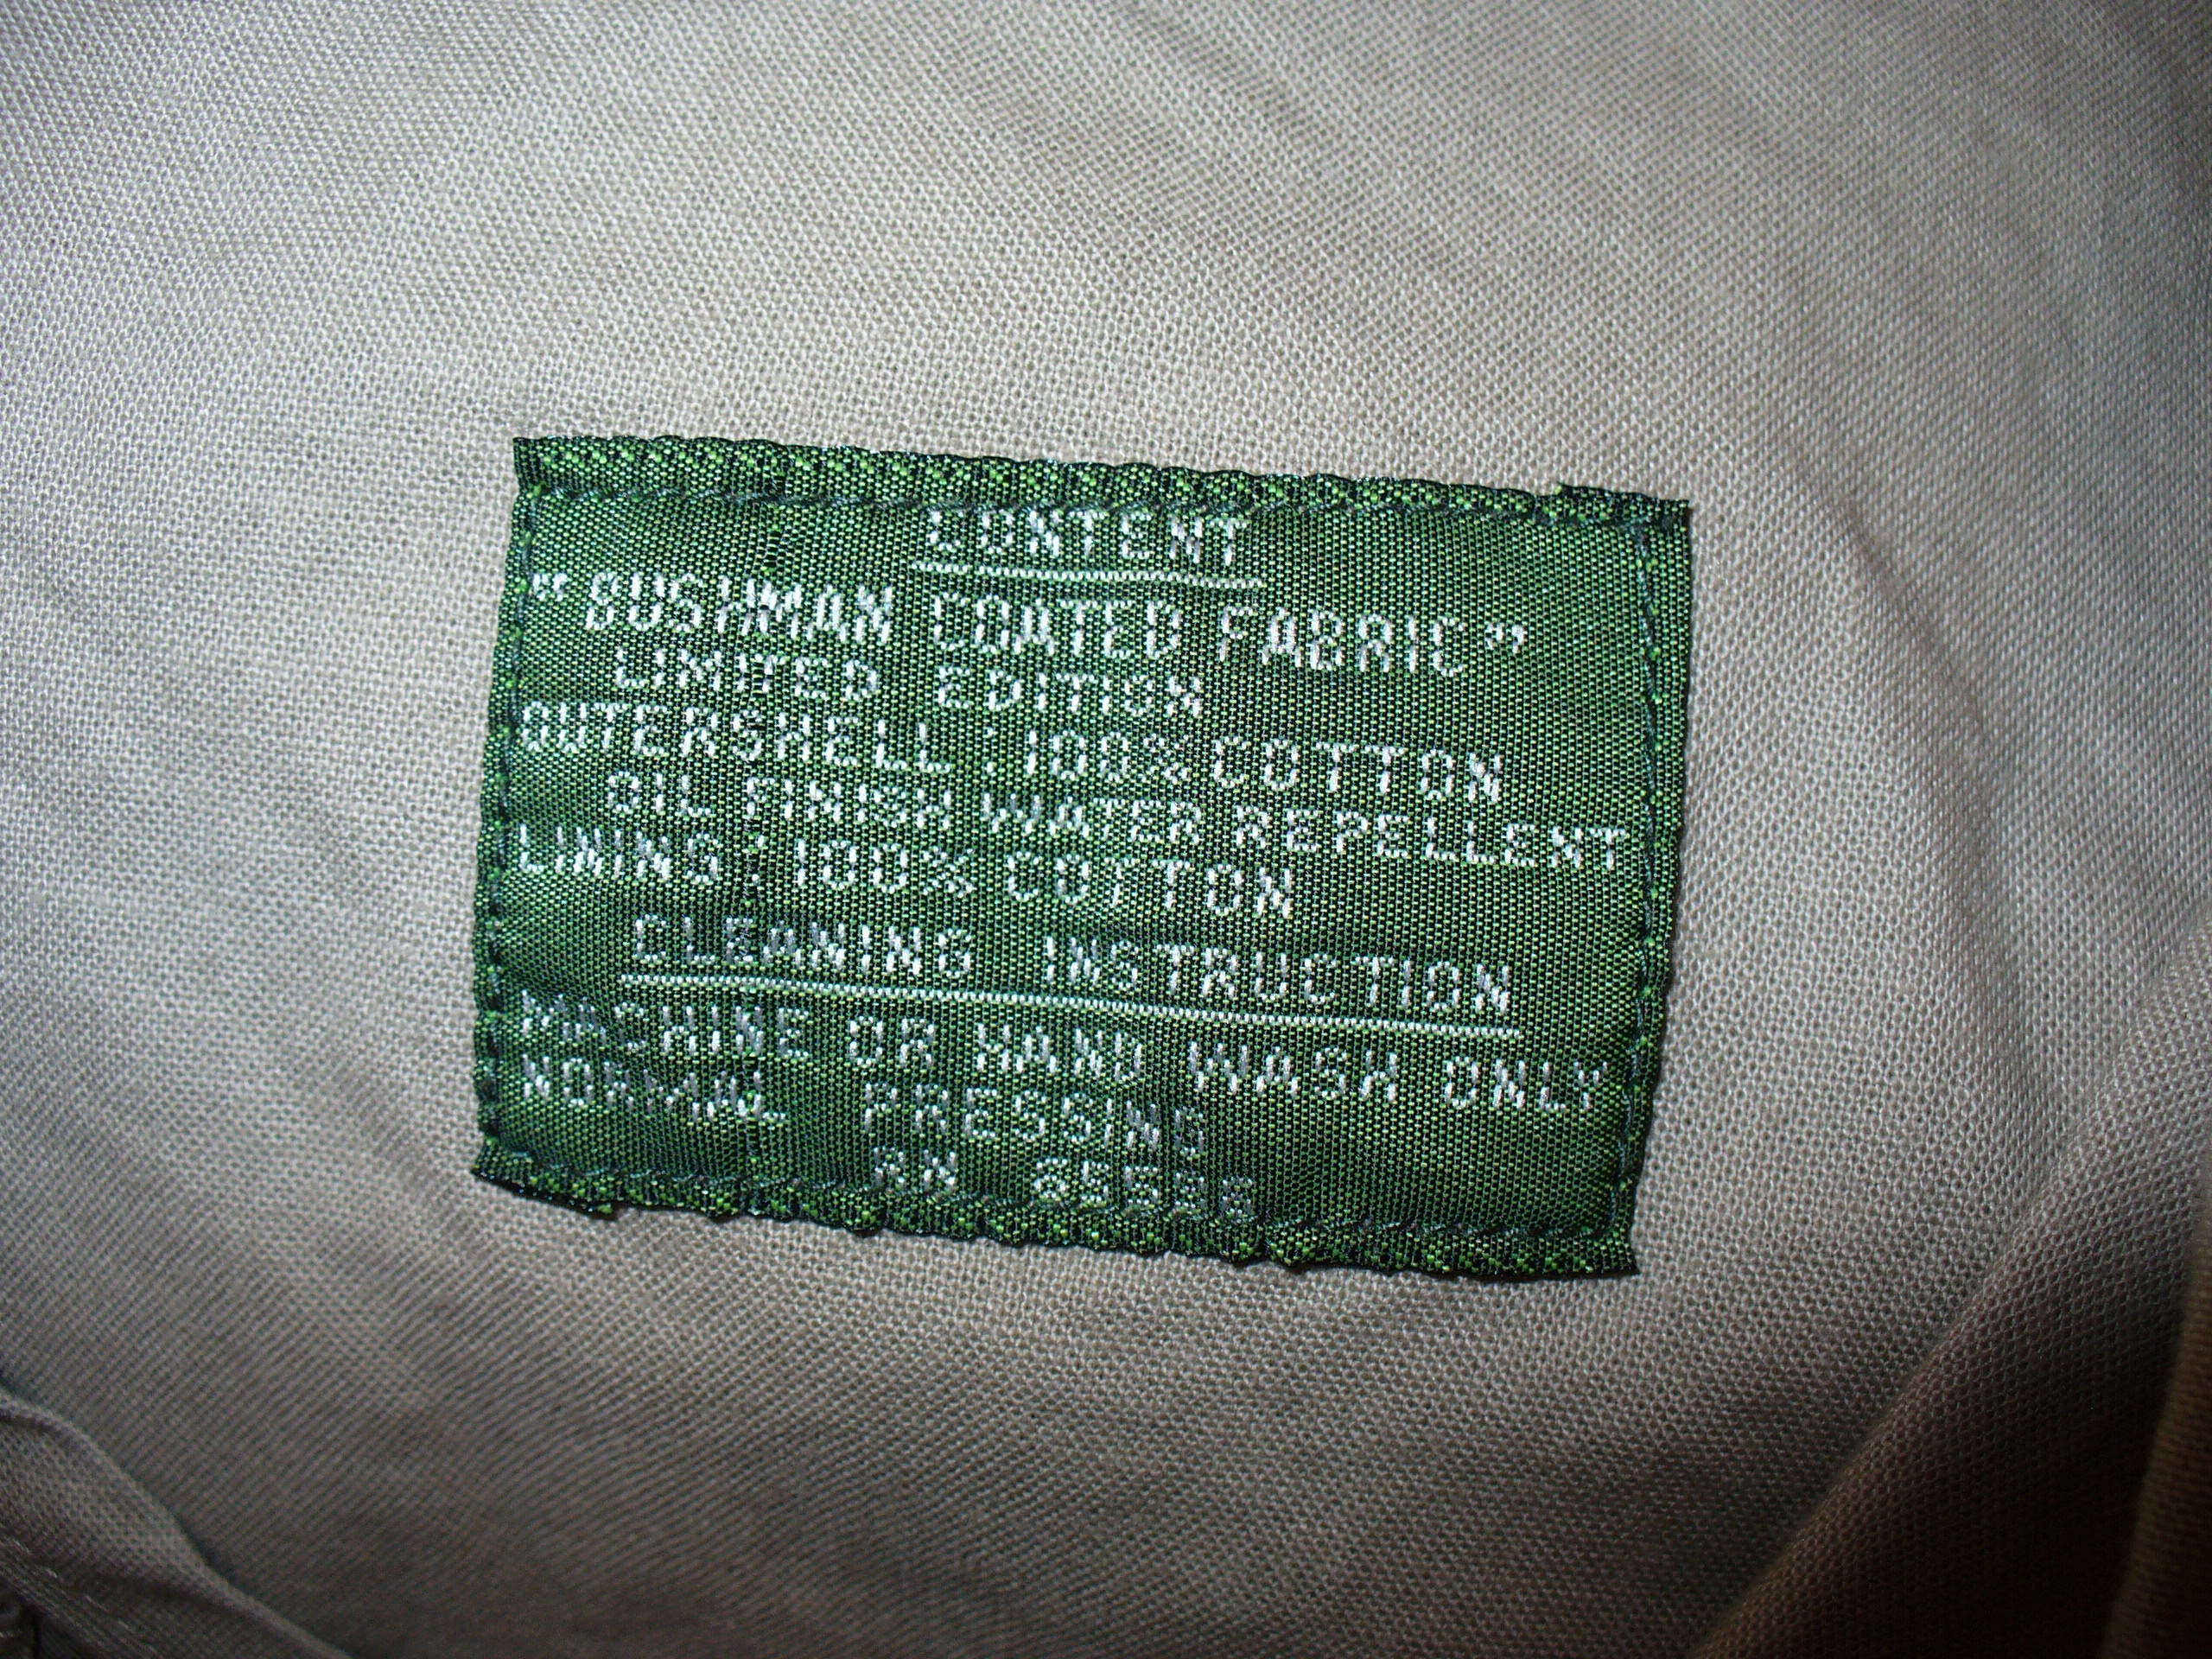 CONTENT
"BUSHMAN COATED FABRIC"
LIMITED EDITION
OUTERSHELL : 100% COTTON
OIL FINISH WATER REPELLENT
LINING : 100% COTTON
CLEANING INSTRUCTION
MACHINE OR HAND WASH ONLY
NORMAL PRESSING
RN